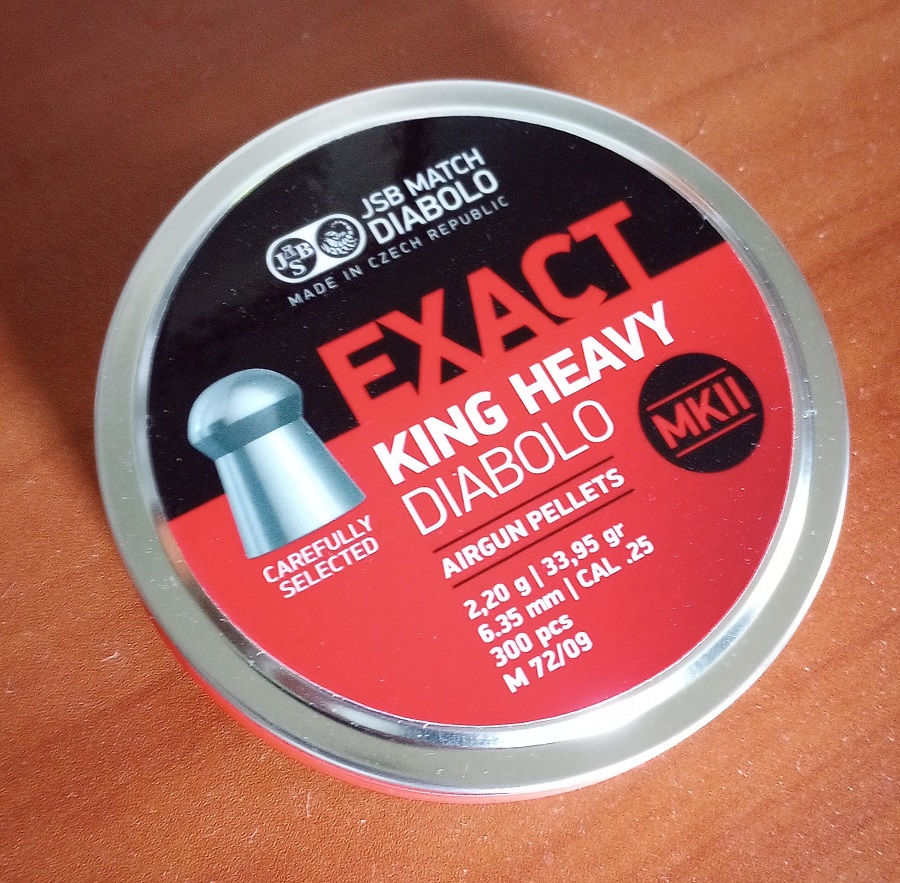 JSB
JSB MATCH
DIABOLO
MADE IN CZECH REPUBLIC
EXACT
KING HEAVY
DIABOLO
MKII
AIRGUN PELLETS
2,20 g | 33,95 gr
6.35 mm | CAL .25
300 pcs
M 72/09
CAREFULLY
SELECTED